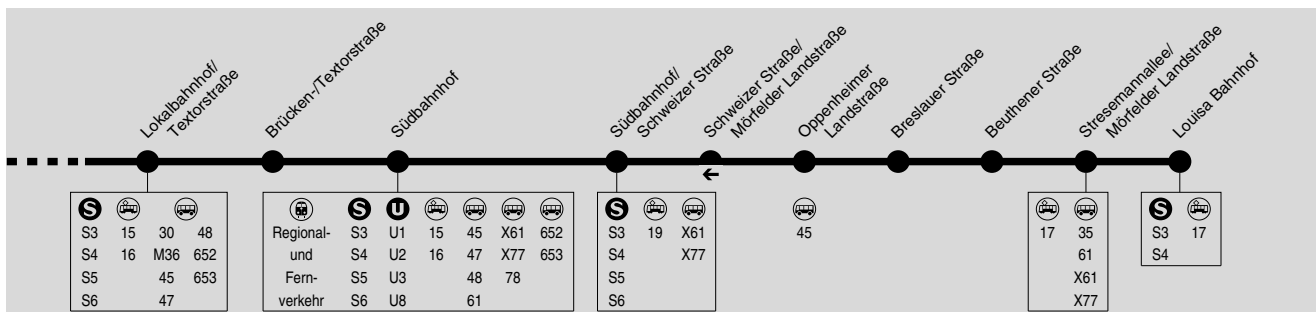 Lokalbahnhof/
Textorstraße
Brücken-/Textorstraße
Südbahnhof
Südbahnhof/
Schweizer Straße
Schweizer Straße/
Mörfelder Landstraße
Oppenheimer
Landstraße
Breslauer Straße
Beuthener Straße
Stresemannallee/
Mörfelder Landstraße
Louisa Bahnhof
←
S
S3 15 30 48
S4 16 M36 652
S5 45 653
S6 47
S U
Regional- S3 U1 15 45 X61 652
und S4 U2 16 47 X77 653
Fern- S5 U3 48 78
verkehr S6 U8 61
S
S3 19 X61
S4 X77
S5
S6
45
17 35
61
X61
X77
S
S3 17
S4